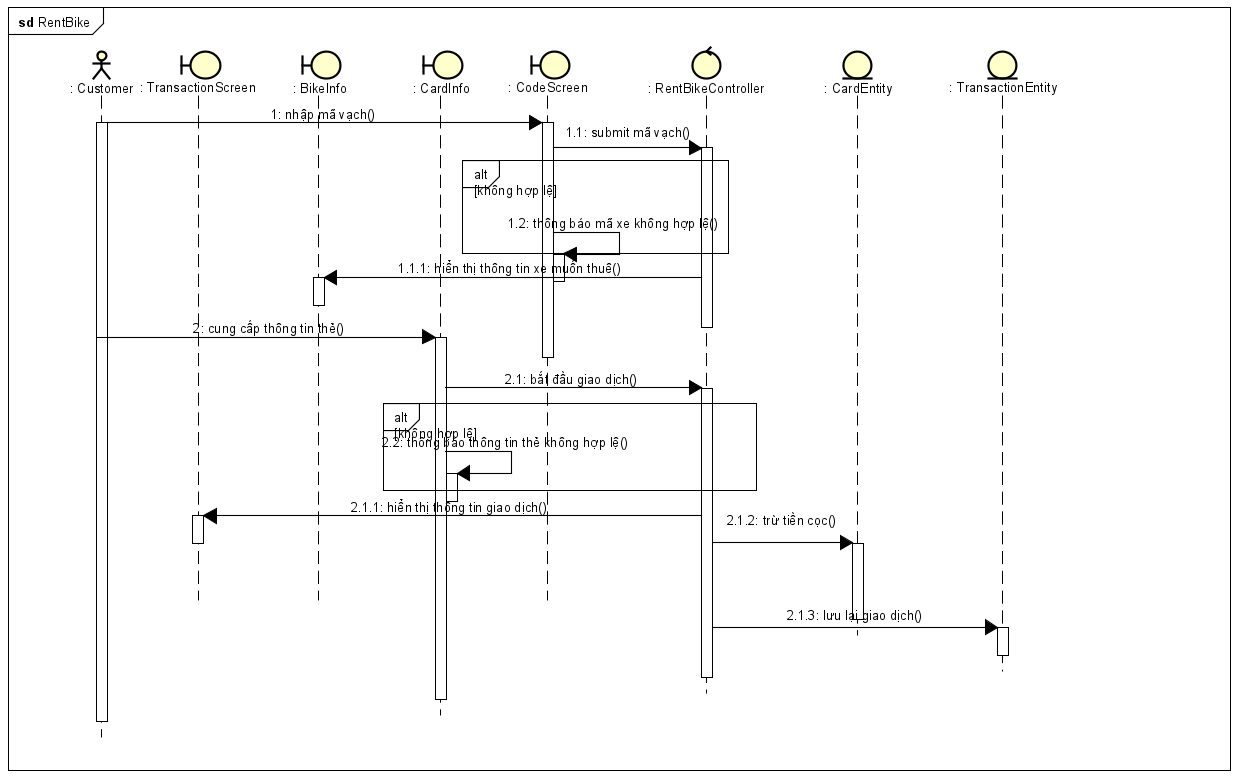 sd RentBike
: Customer
: TransactionScreen
: BikeInfo
: CardInfo
: CodeScreen
: RentBikeController
: CardEntity
: TransactionEntity
1: nhập mã vạch()
1.1: submit mã vạch()
alt
[không hợp lệ]
1.2: thông báo mã xe không hợp lệ()
1.1.1: hiển thị thông tin xe muốn thuê()
2: cung cấp thông tin thẻ()
2.1: bắt đầu giao dịch()
alt
[không hợp lệ]
2.2: thông báo thông tin thẻ không hợp lệ()
2.1.1: hiển thị thông tin giao dịch()
2.1.2: trừ tiền cọc()
2.1.3: lưu lại giao dịch()